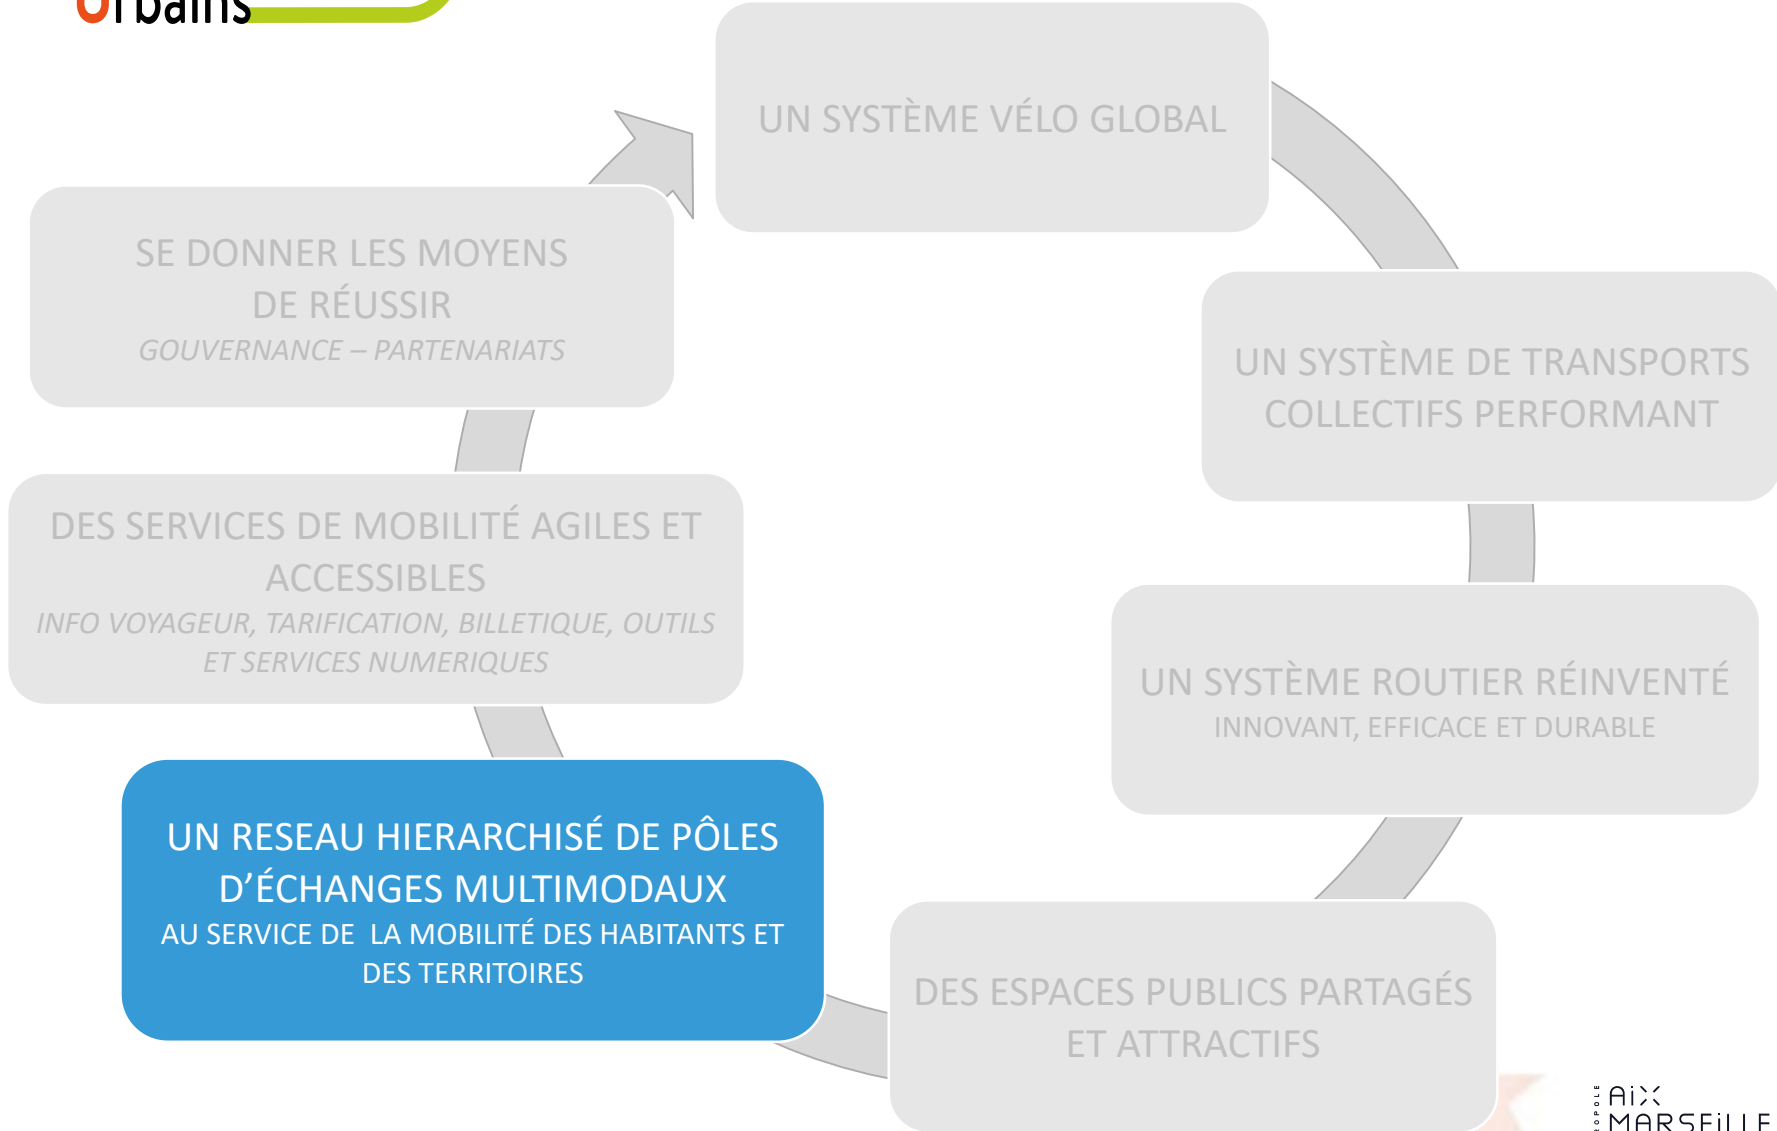 Urbains
UN SYSTÈME VÉLO GLOBAL
SE DONNER LES MOYENS
DE RÉUSSIR
GOUVERNANCE – PARTENARIATS
UN SYSTÈME DE TRANSPORTS
COLLECTIFS PERFORMANT
DES SERVICES DE MOBILITÉ AGILES ET
ACCESSIBLES
INFO VOYAGEUR, TARIFICATION, BILLETIQUE, OUTILS
ET SERVICES NUMERIQUES
UN SYSTÈME ROUTIER RÉINVENTÉ
INNOVANT, EFFICACE ET DURABLE
UN RESEAU HIERARCHISÉ DE PÔLES
D’ÉCHANGES MULTIMODAUX
AU SERVICE DE LA MOBILITÉ DES HABITANTS ET
DES TERRITOIRES
DES ESPACES PUBLICS PARTAGÉS
ET ATTRACTIFS
AiX
MARSEiLLE